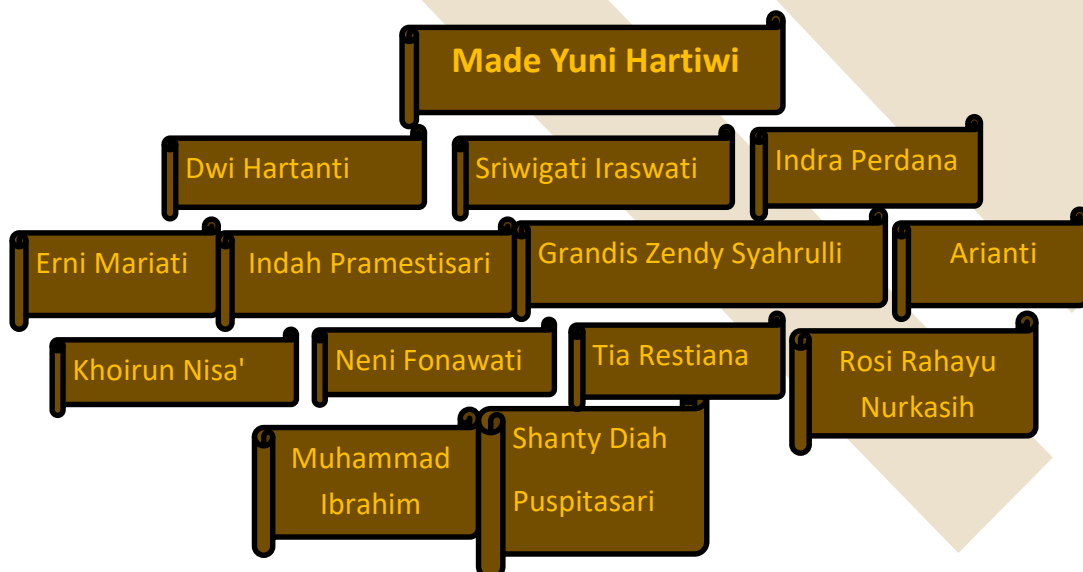 Made Yuni Hartiwi
Dwi Hartanti
Sriwigati Iraswati
Indra Perdana
Erni Mariati
Indah Pramestisari
Grandis Zendy Syahrulli
Arianti
Khoirun Nisa'
Neni Fonawati
Tia Restiana
Rosi Rahayu
Nurkasih
Muhammad
Ibrahim
Shanty Diah
Puspitasari